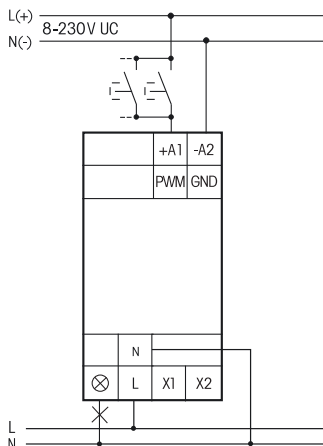 L(+)
8-230V UC
N(-)
+A1 -A2
PWM GND
N
L X1 X2
L
N